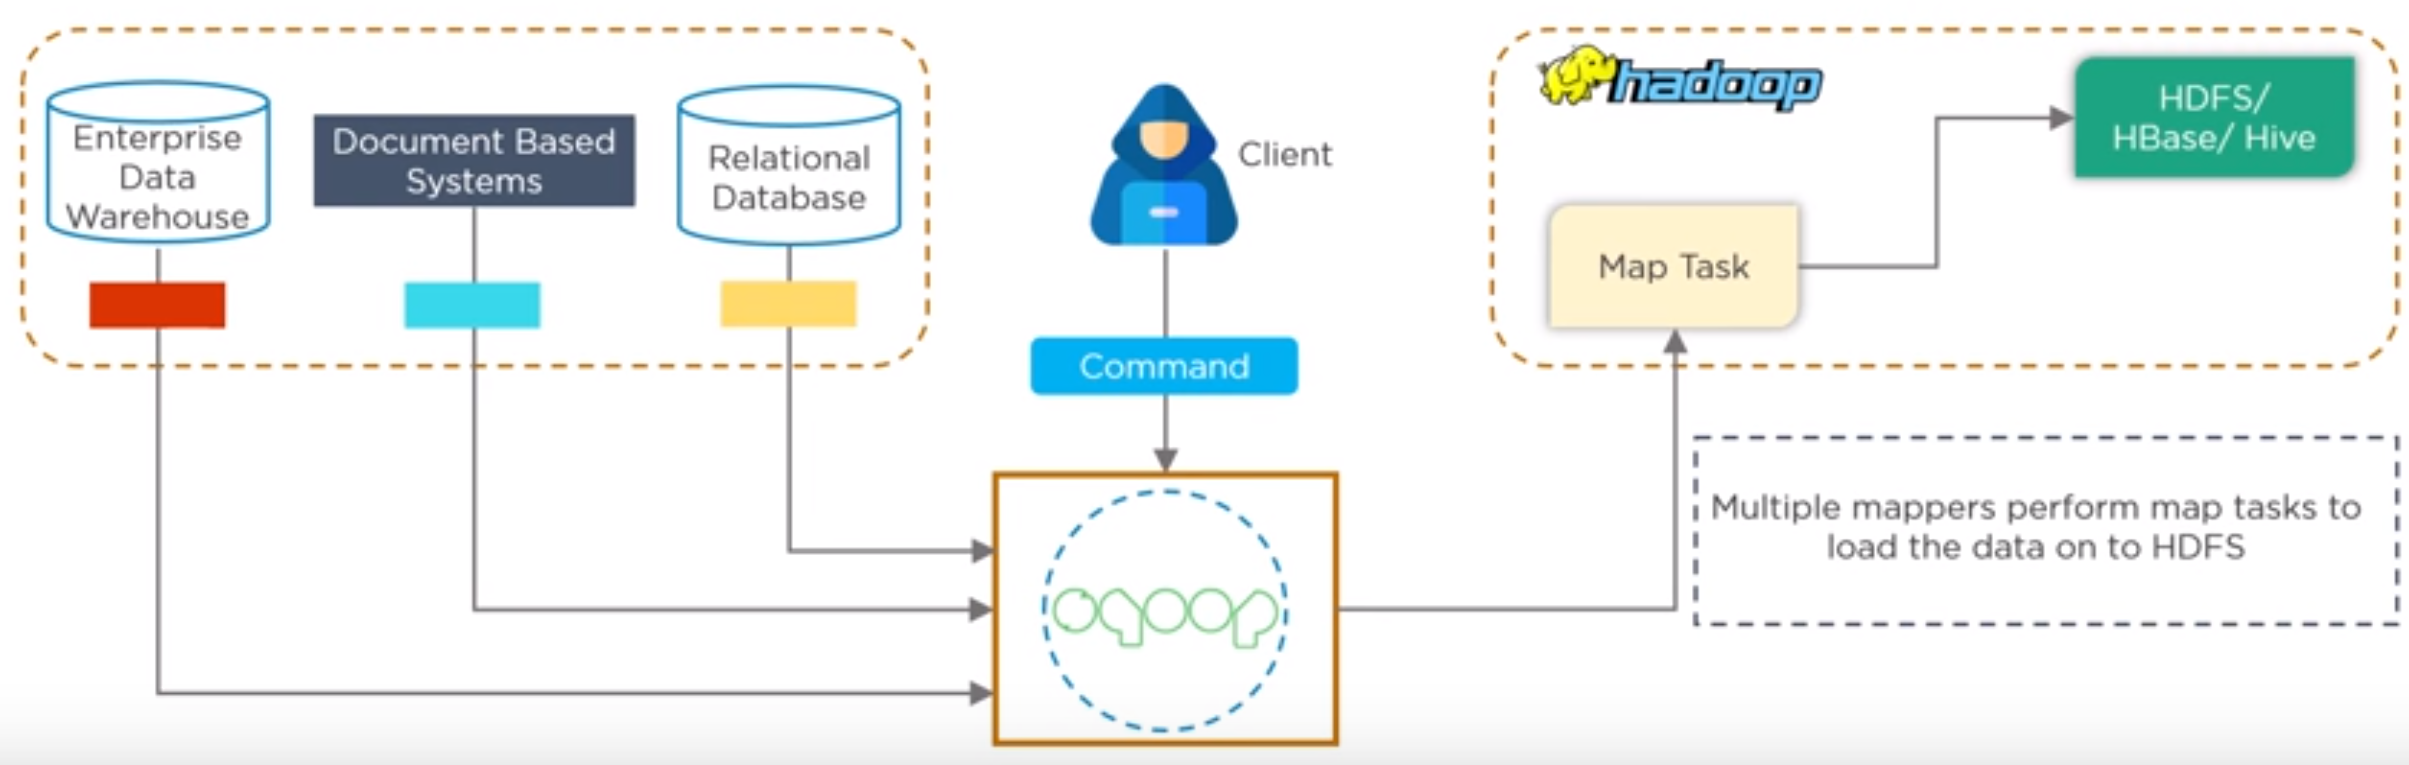 Enterprise
Data
Warehouse
Document Based
Systems
Relational
Database
Client
Command
sqoop
hadoop
Map Task
HDFS/
HBase/ Hive
Multiple mappers perform map tasks to
load the data on to HDFS